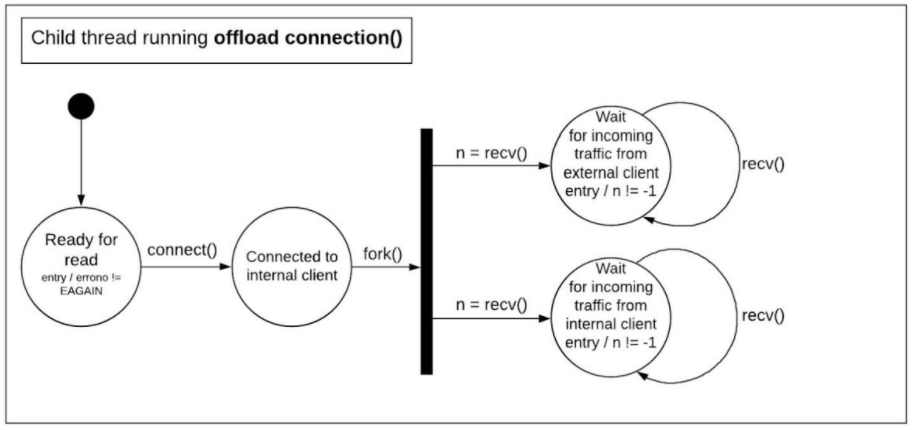 Child thread running offload connection()
Ready for
read
entry / errono !=
EAGAIN
connect()
Connected to
internal client
fork()
n = recv()
Wait
for incoming
traffic from
external client
entry / n != -1
recv()
n = recv()
Wait
for incoming
traffic from
internal client
entry / n != -1
recv()